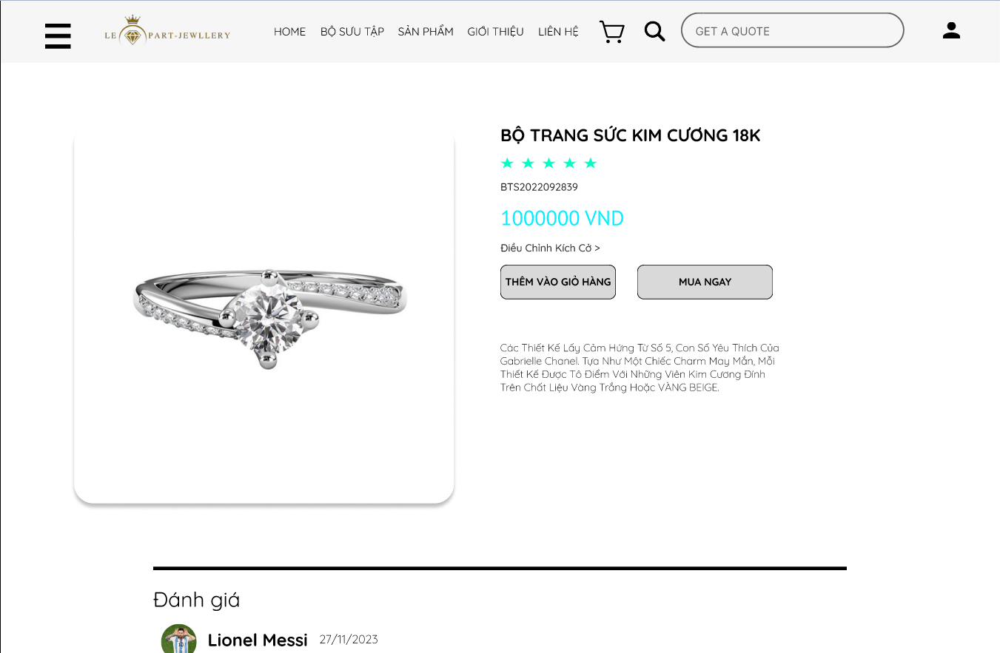 LE PART-JEWLLERY
HOME BỘ SƯU TẬP SẢN PHẨM GIỚI THIỆU LIÊN HỆ
GET A QUOTE
BỘ TRANG SỨC KIM CƯƠNG 18K
BTS2022092839
1000000 VND
Điều Chỉnh Kích Cở >
THÊM VÀO GIỎ HÀNG
MUA NGAY
Các Thiết Kế Lấy Cảm Hứng Từ Số 5, Con Số Yêu Thích Của
Gabrielle Chanel. Tựa Như Một Chiếc Charm May Mắn, Mỗi
Thiết Kế Được Tô Điểm Với Những Viên Kim Cương Đính
Trên Chất Liệu Vàng Trắng Hoặc VÀNG BEIGE.
Đánh giá
Lionel Messi 27/11/2023